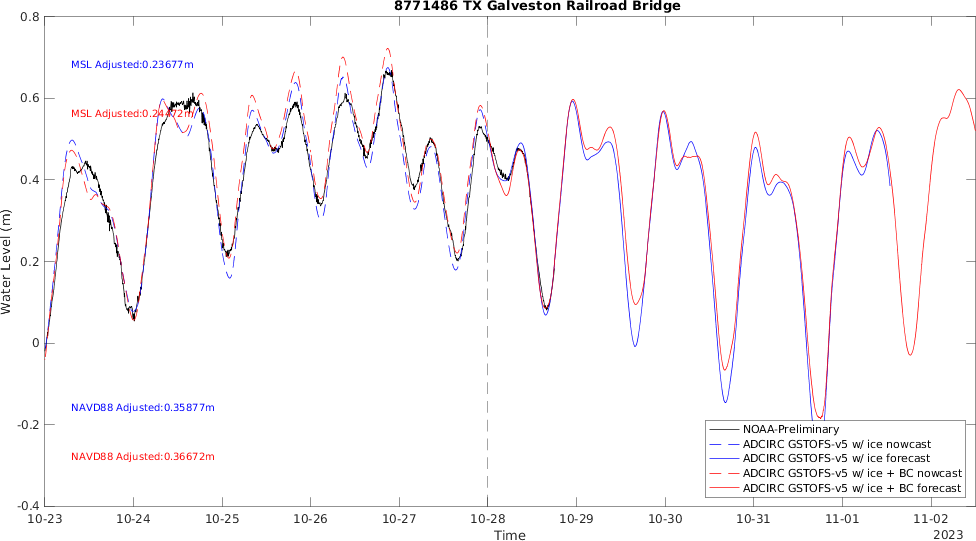 8771486 TX Galveston Railroad Bridge
0.8
0.6
0.4
0.2
0
-0.2
-0.4
Water Level (m)
MSL Adjusted:0.23677m
MSL Adjusted:0.24472m
NAVD88 Adjusted:0.35877m
NAVD88 Adjusted:0.36672m
NOAA-Preliminary
ADCIRC GSTOFS-v5 w/ ice nowcast
ADCIRC GSTOFS-v5 w/ ice forecast
ADCIRC GSTOFS-v5 w/ ice + BC nowcast
ADCIRC GSTOFS-v5 w/ ice + BC forecast
10-23 10-24 10-25 10-26 10-27 10-28 10-29 10-30 10-31 11-01 11-02
Time
2023